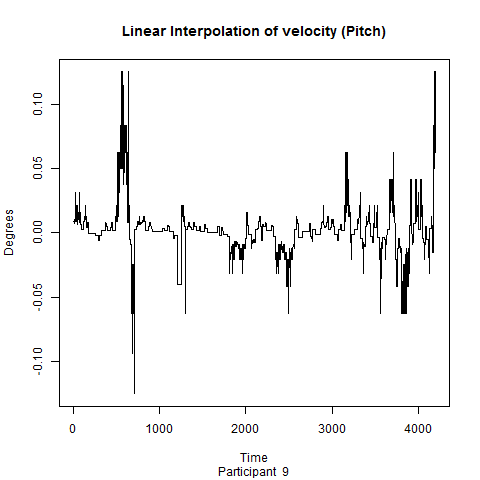 Linear Interpolation of velocity (Pitch)
Degrees
0.10
0.05
0.00
-0.05
-0.10
0 1000 2000 3000 4000
Time
Participant 9